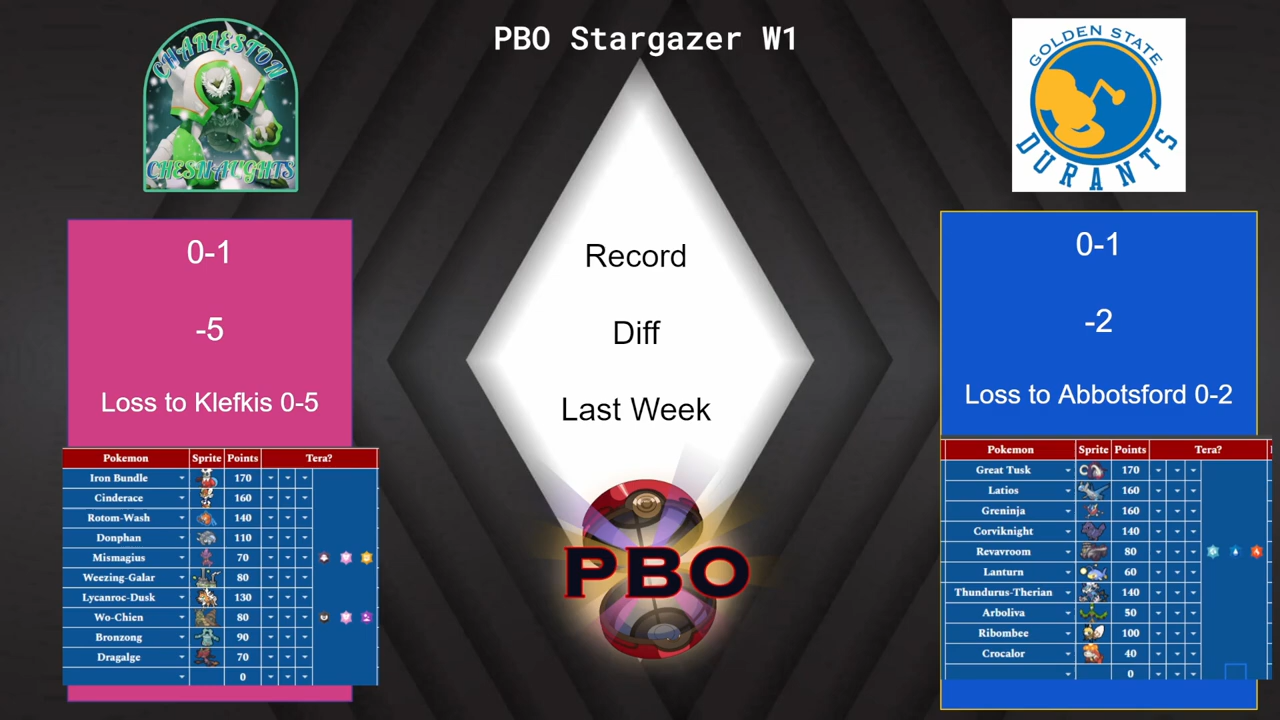 PBO Stargazer W1
CHARLESTON
CHESNAUGHTS
GOLDEN STATE
DURANTS
0-1
-5
Loss to Klefkis 0-5
Record
Diff
Last Week
0-1
-2
Loss to Abbotsford 0-2
Pokemon Sprite Points Tera?
Iron Bundle 170
Cinderace 160
Rotom-Wash 140
Donphan 110
Mismagius 70
Weezing-Galar 80
Lycanroc-Dusk 130
Wo-Chien 80
Bronzong 90
Dragalge 70
0
PBO
Pokemon Sprite Points Tera?
Great Tusk 170
Latios 160
Greninja 160
Corviknight 140
Revavroom 80
Lanturn 60
Thundurus-Therian 140
Arboliva 50
Ribombee 100
Crocalor 40
0